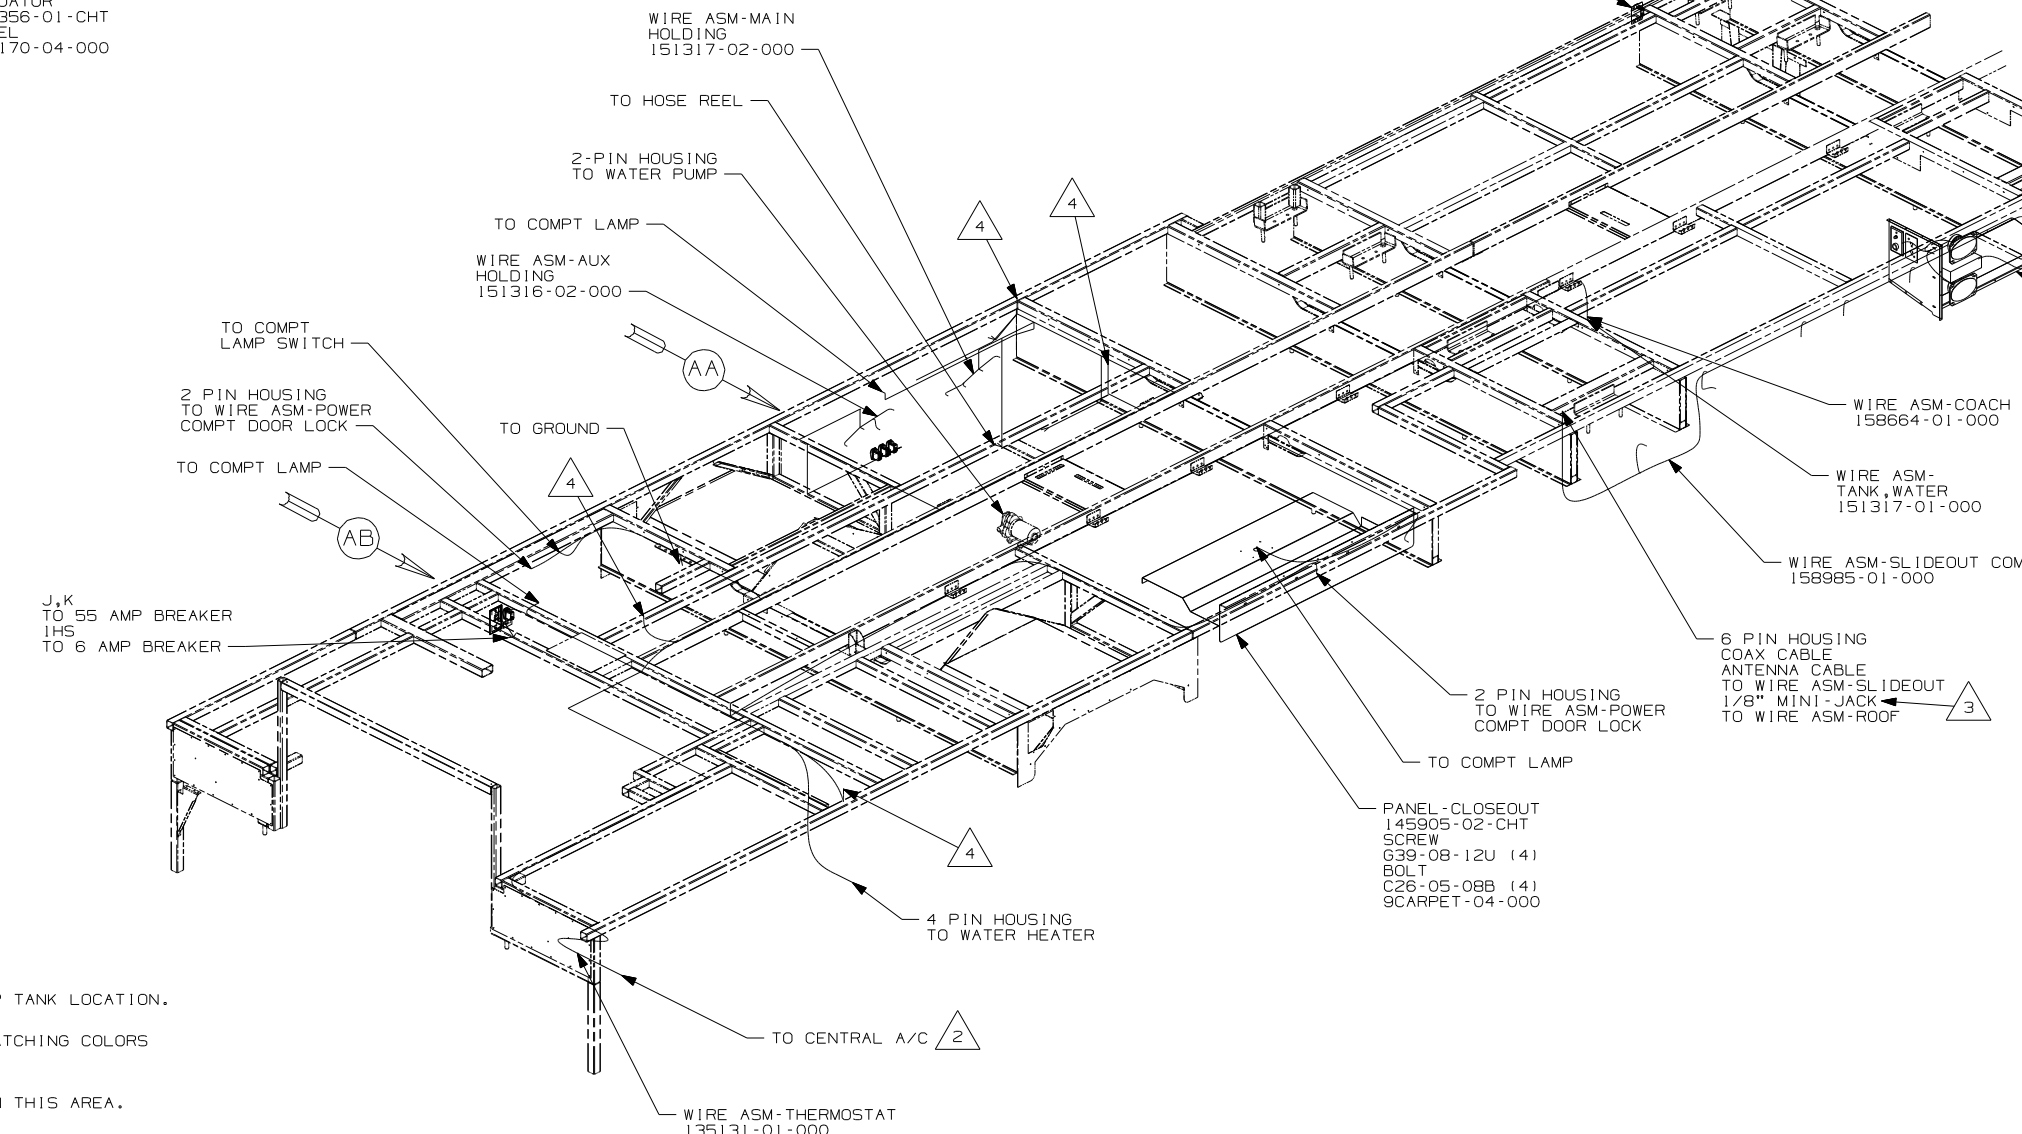 356-01-CHT
170-04-000
WIRE ASM-MAIN
HOLDING
151317-02-000
TO HOSE REEL
2-PIN HOUSING
TO WATER PUMP
TO COMPT LAMP
WIRE ASM-AUX
HOLDING
151316-02-000
4
4
TO COMPT
LAMP SWITCH
AA
2 PIN HOUSING
TO WIRE ASM-POWER
COMPT DOOR LOCK
TO GROUND
TO COMPT LAMP
4
AB
J,K
TO 55 AMP BREAKER
1HS
TO 6 AMP BREAKER
WIRE ASM-COACH
158664-01-000
WIRE ASM-
TANK,WATER
151317-01-000
WIRE ASM-SLIDEOUT
158985-01-000
6 PIN HOUSING
COAX CABLE
ANTENNA CABLE
TO WIRE ASM-SLIDEOUT
1/8" MINI-JACK
TO WIRE ASM-ROOF
3
2 PIN HOUSING
TO WIRE ASM-POWER
COMPT DOOR LOCK
TO COMPT LAMP
PANEL-CLOSEOUT
145905-02-CHT
SCREW
G39-08-12U (4)
BOLT
C26-05-08B (4)
9CARPET-04-000
4
4 PIN HOUSING
TO WATER HEATER
TANK LOCATION.
COLORS
THIS AREA.
TO CENTRAL A/C
2
WIRE ASM-THERMOSTAT
135131-01-000